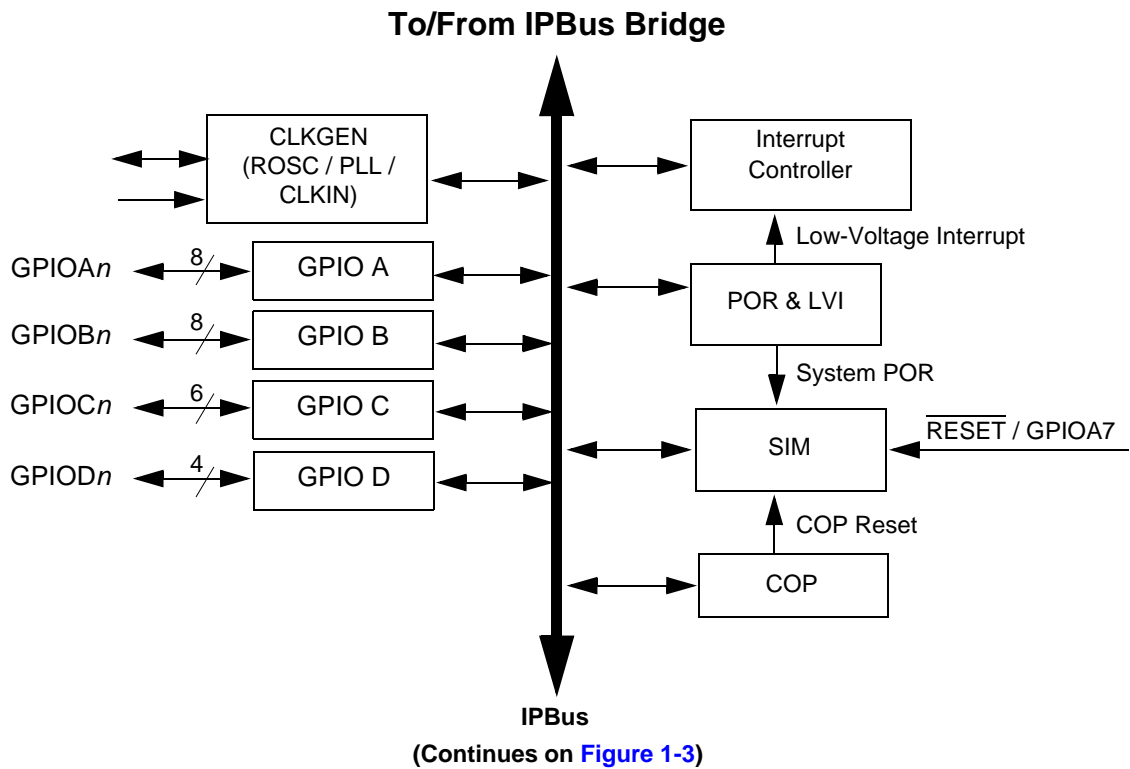 To/From IPBus Bridge
CLKGEN
(ROSC / PLL /
CLKIN)
GPIOAn
8
GPIO A
GPIOBn
8
GPIO B
GPIOCn
6
GPIO C
GPIODn
4
GPIO D
Interrupt
Controller
Low-Voltage Interrupt
POR & LVI
System POR
SIM
RESET / GPIOA7
COP Reset
COP
IPBus
(Continues on Figure 1-3)